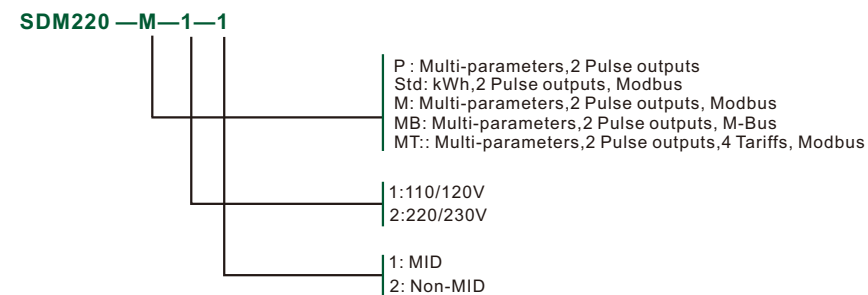 SDM220 —M—1—1
P : Multi-parameters,2 Pulse outputs
Std: kWh,2 Pulse outputs, Modbus
M: Multi-parameters,2 Pulse outputs, Modbus
MB: Multi-parameters,2 Pulse outputs, M-Bus
MT:: Multi-parameters,2 Pulse outputs,4 Tariffs, Modbus
1:110/120V
2:220/230V
1: MID
2: Non-MID